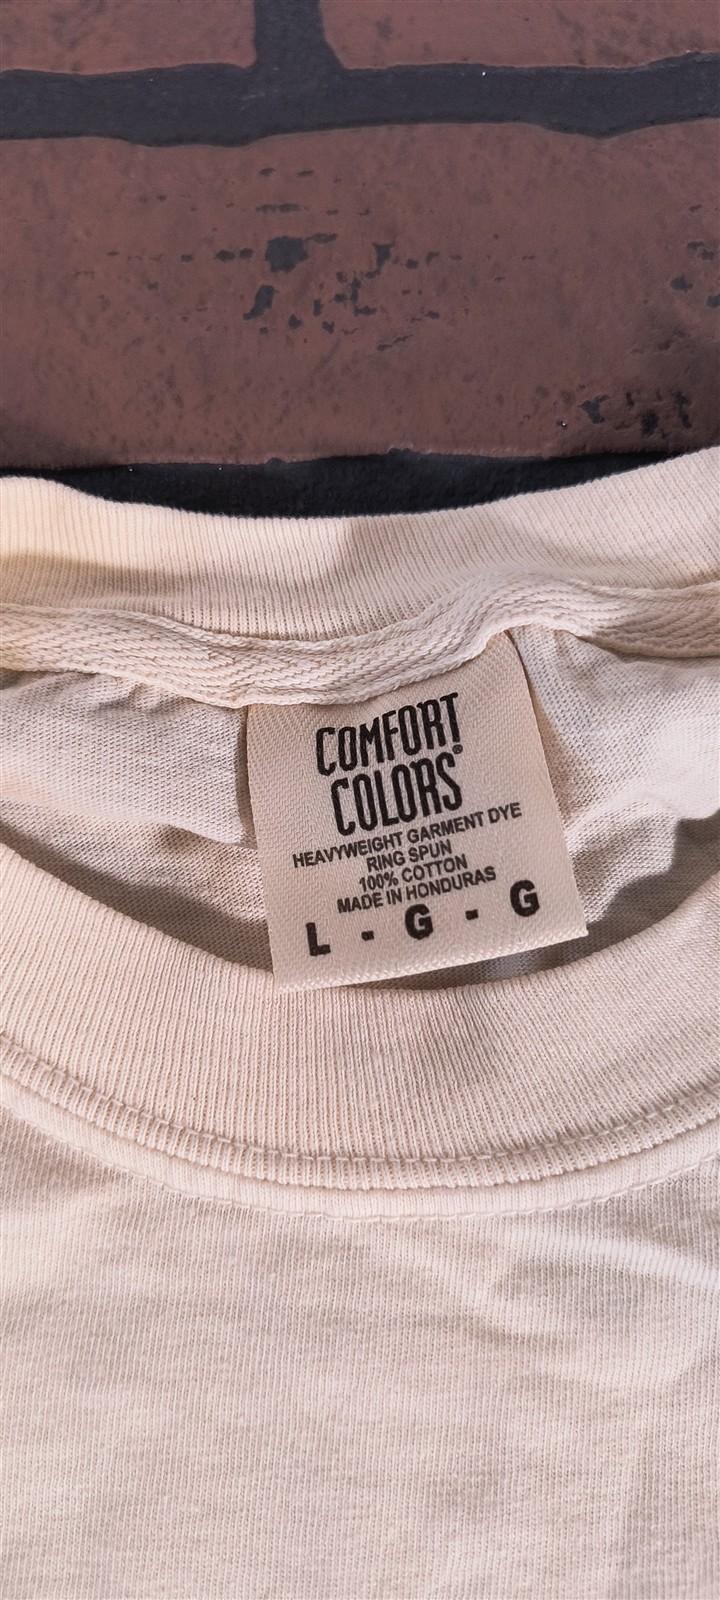 COMFORT
COLORS®
HEAVYWEIGHT GARMENT DYE
RING SPUN
100% COTTON
MADE IN HONDURAS
L - G - G